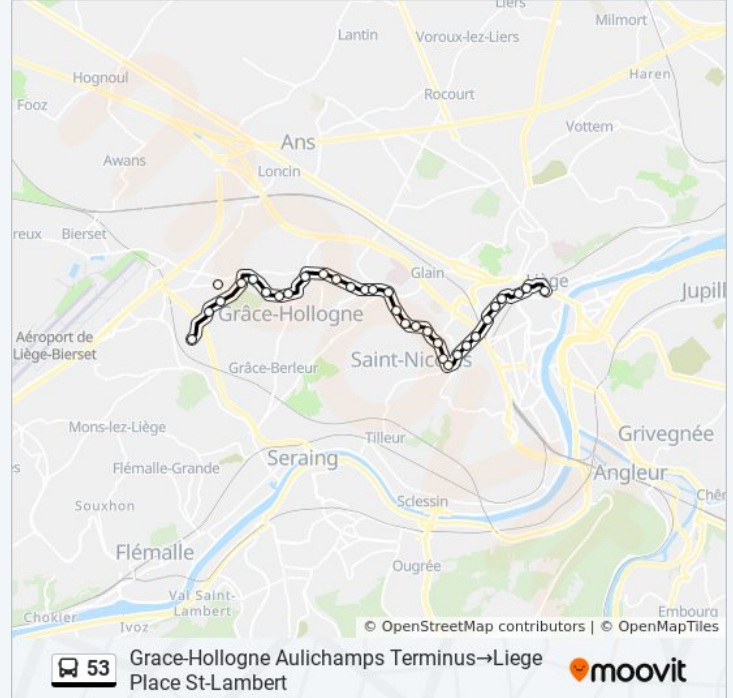 Liers
Milmort
Lantin
Voroux-lez-Liers
Haren
Hognoul
Rocourt
Fooz
Vottem
Ans
Awans
Loncin
reux
Bierset
Glain
Liège
Jupill
Grâce-Hollogne
Aéroport de
Liège-Bierset
Grâce-Berleur
Mons-lez-Liège
Tilleur
Grivegnée
Seraing
Flémalle-Grande
Angleur
Souxhon
Sclessin
Flémalle
Ougrée
Val Saint-
Lambert
Embourg
Chokier
Ivoz
© OpenStreetMap contributors | © OpenMapTiles
53
Grace-Hollogne Aulichamps Terminus→Liege
Place St-Lambert
moovit